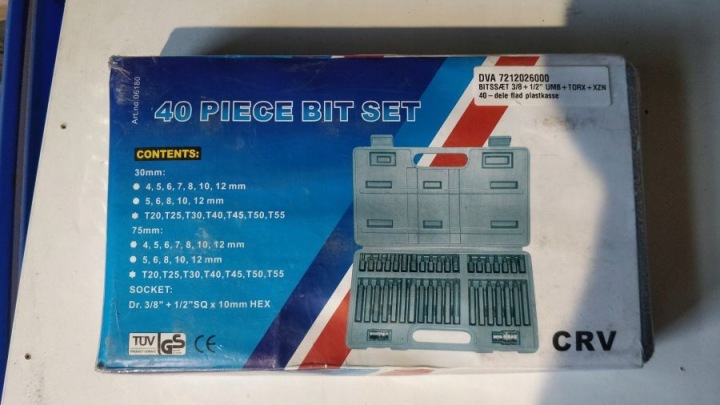 DVA 7212026000
BITSSÆT 3/8+1/2" UMB+TORX+XZN
40-dele flad plastkasse
Art.no:06180
40 PIECE BIT SET
CONTENTS:
30mm:
4, 5, 6, 7, 8, 10, 12 mm
5, 6, 8, 10, 12 mm
T20,T25,T30,T40,T45,T50,T55
75mm:
4, 5, 6, 7, 8, 10, 12 mm
5, 6, 8, 10, 12 mm
T20,T25,T30,T40,T45,T50,T55
SOCKET:
Dr. 3/8" + 1/2"SQ x 10mm HEX
TUV
GS
CE
CRV